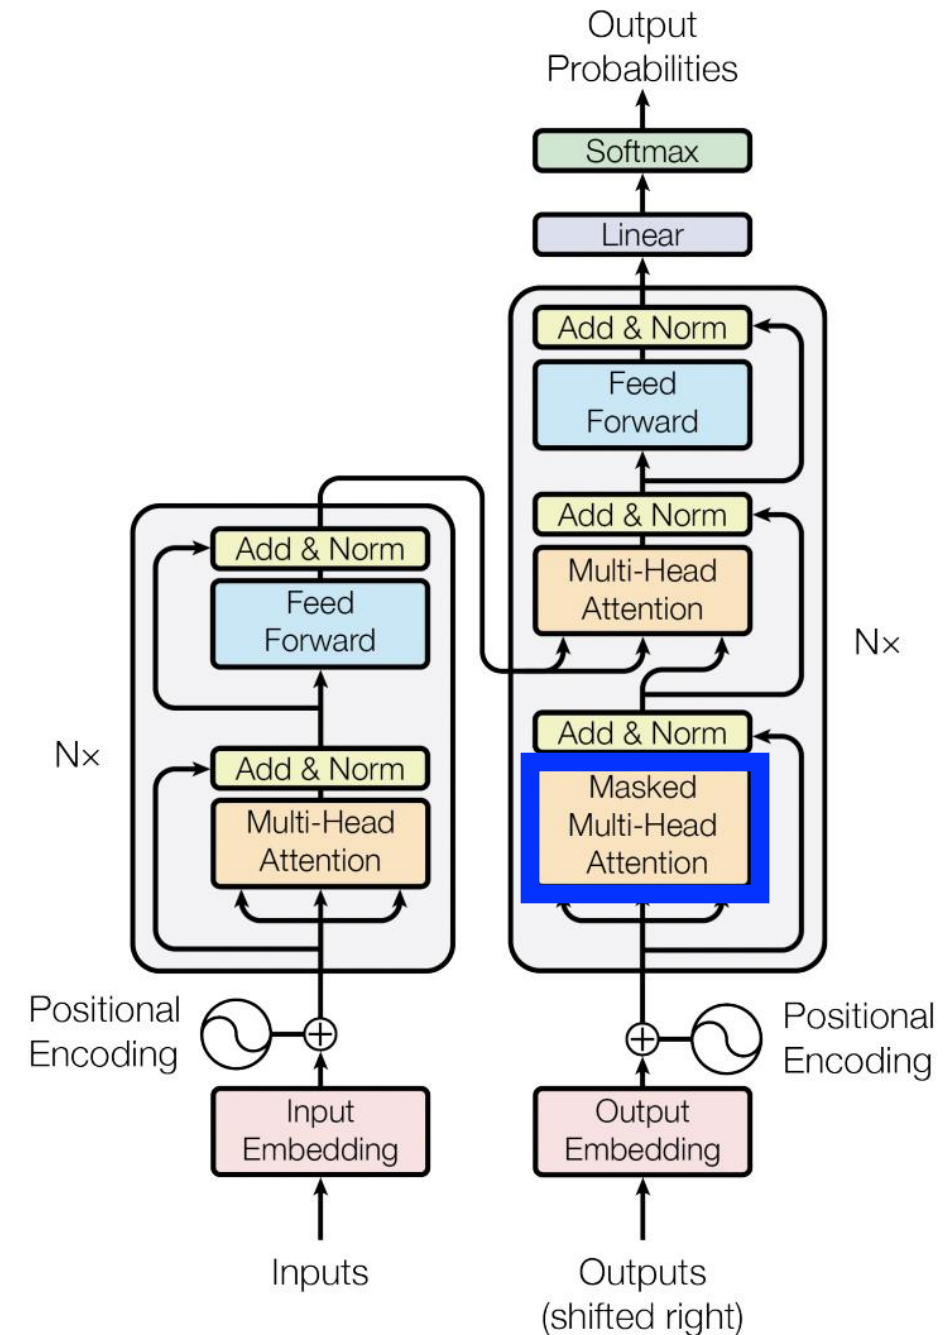 Output
Probabilities
Softmax
Linear
Add & Norm
Feed
Forward
Add & Norm
Multi-Head
Attention
Nx
Add & Norm
Masked
Multi-Head
Attention
Add & Norm
Feed
Forward
Nx
Add & Norm
Multi-Head
Attention
Positional
Encoding
Positional
Encoding
Input
Embedding
Output
Embedding
Inputs
Outputs
(shifted right)